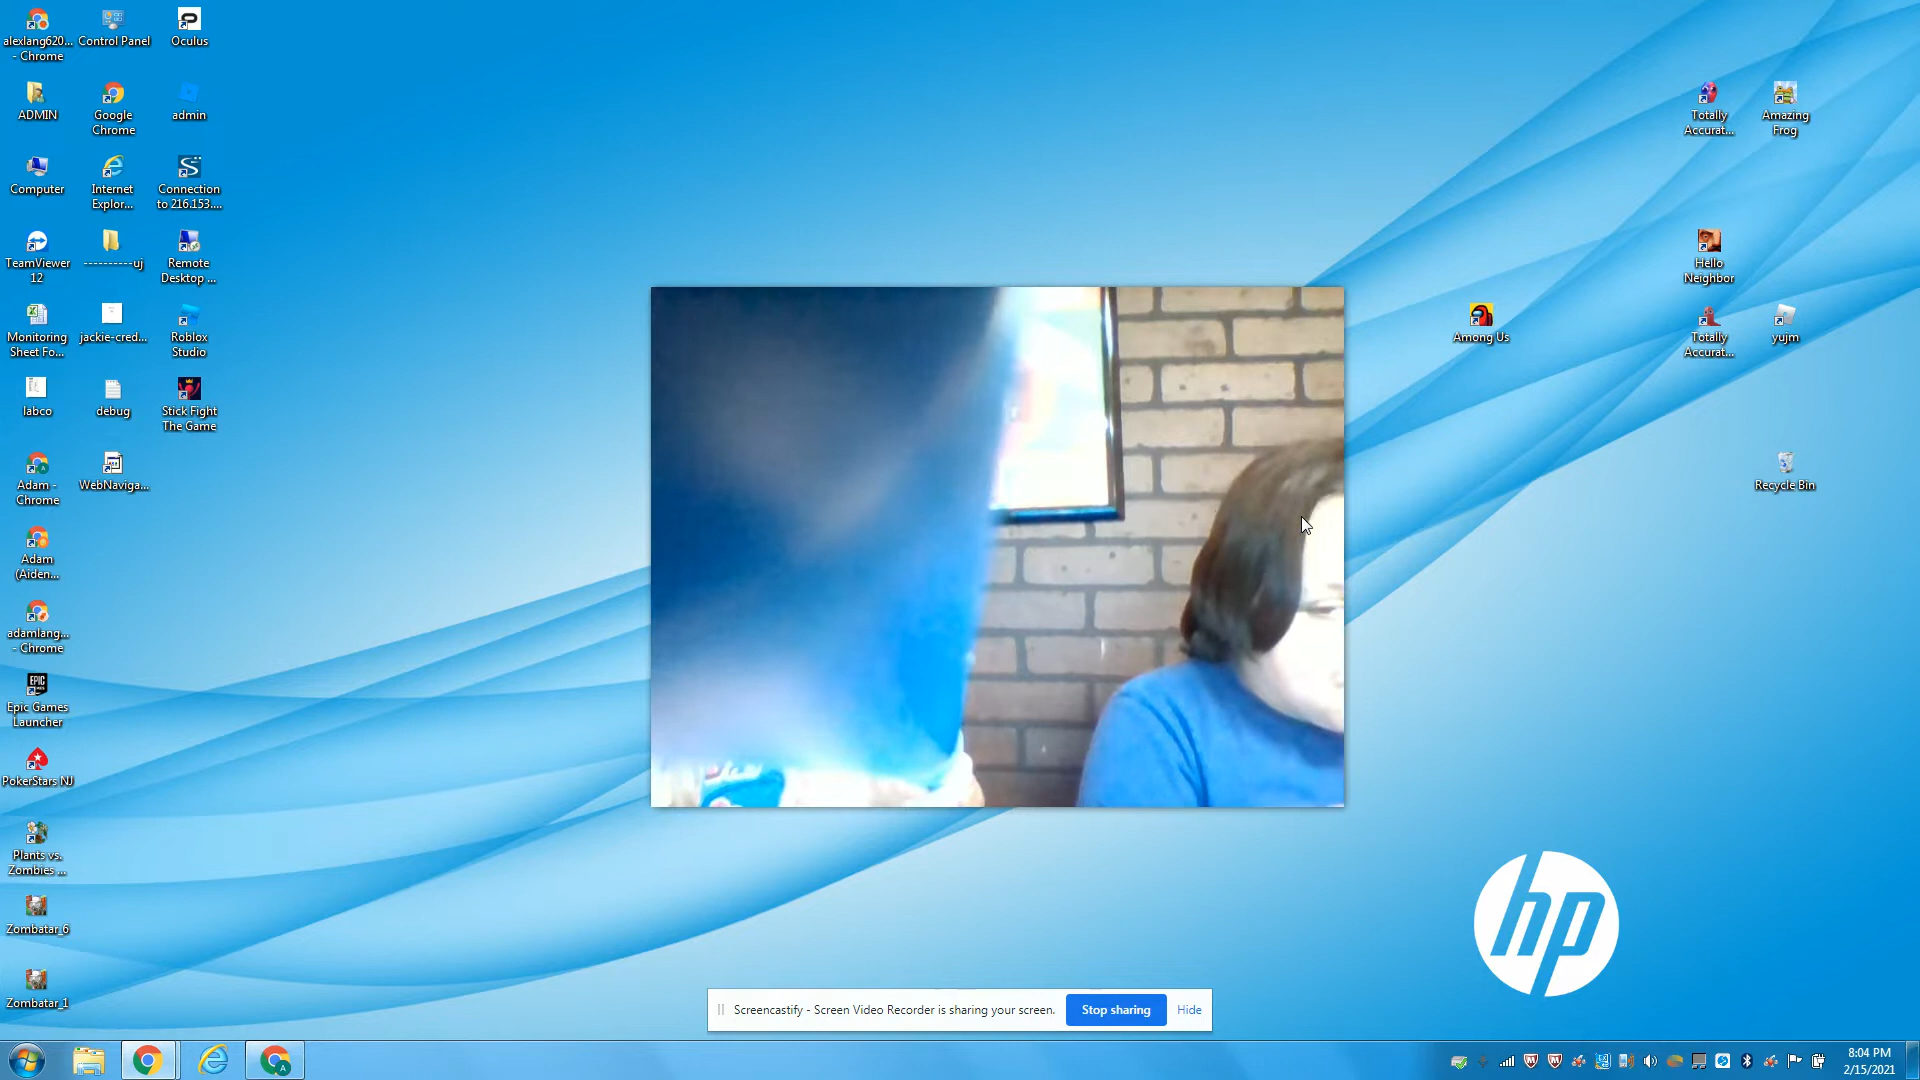 alexlang620...
- Chrome
Control Panel
Oculus
ADMIN
Google
Chrome
admin
Computer
Internet
Explor...
Connection
to 216.153....
TeamViewer
12
----------uj
Remote
Desktop ...
Monitoring
Sheet Fo...
jackie-cred...
Roblox
Studio
labco
debug
Stick Fight
The Game
Adam -
Chrome
WebNaviga...
Adam
(Aiden...
adamlang...
- Chrome
EPIC
Epic Games
Launcher
PokerStars NJ
Plants vs.
Zombies ...
Zombatar_6
Zombatar_1
Totally
Accurat...
Amazing
Frog
Hello
Neighbor
Among Us
Totally
Accurat...
yujm
Recycle Bin
hp
Screencastify - Screen Video Recorder is sharing your screen.
Stop sharing
Hide
8:04 PM
2/15/2021